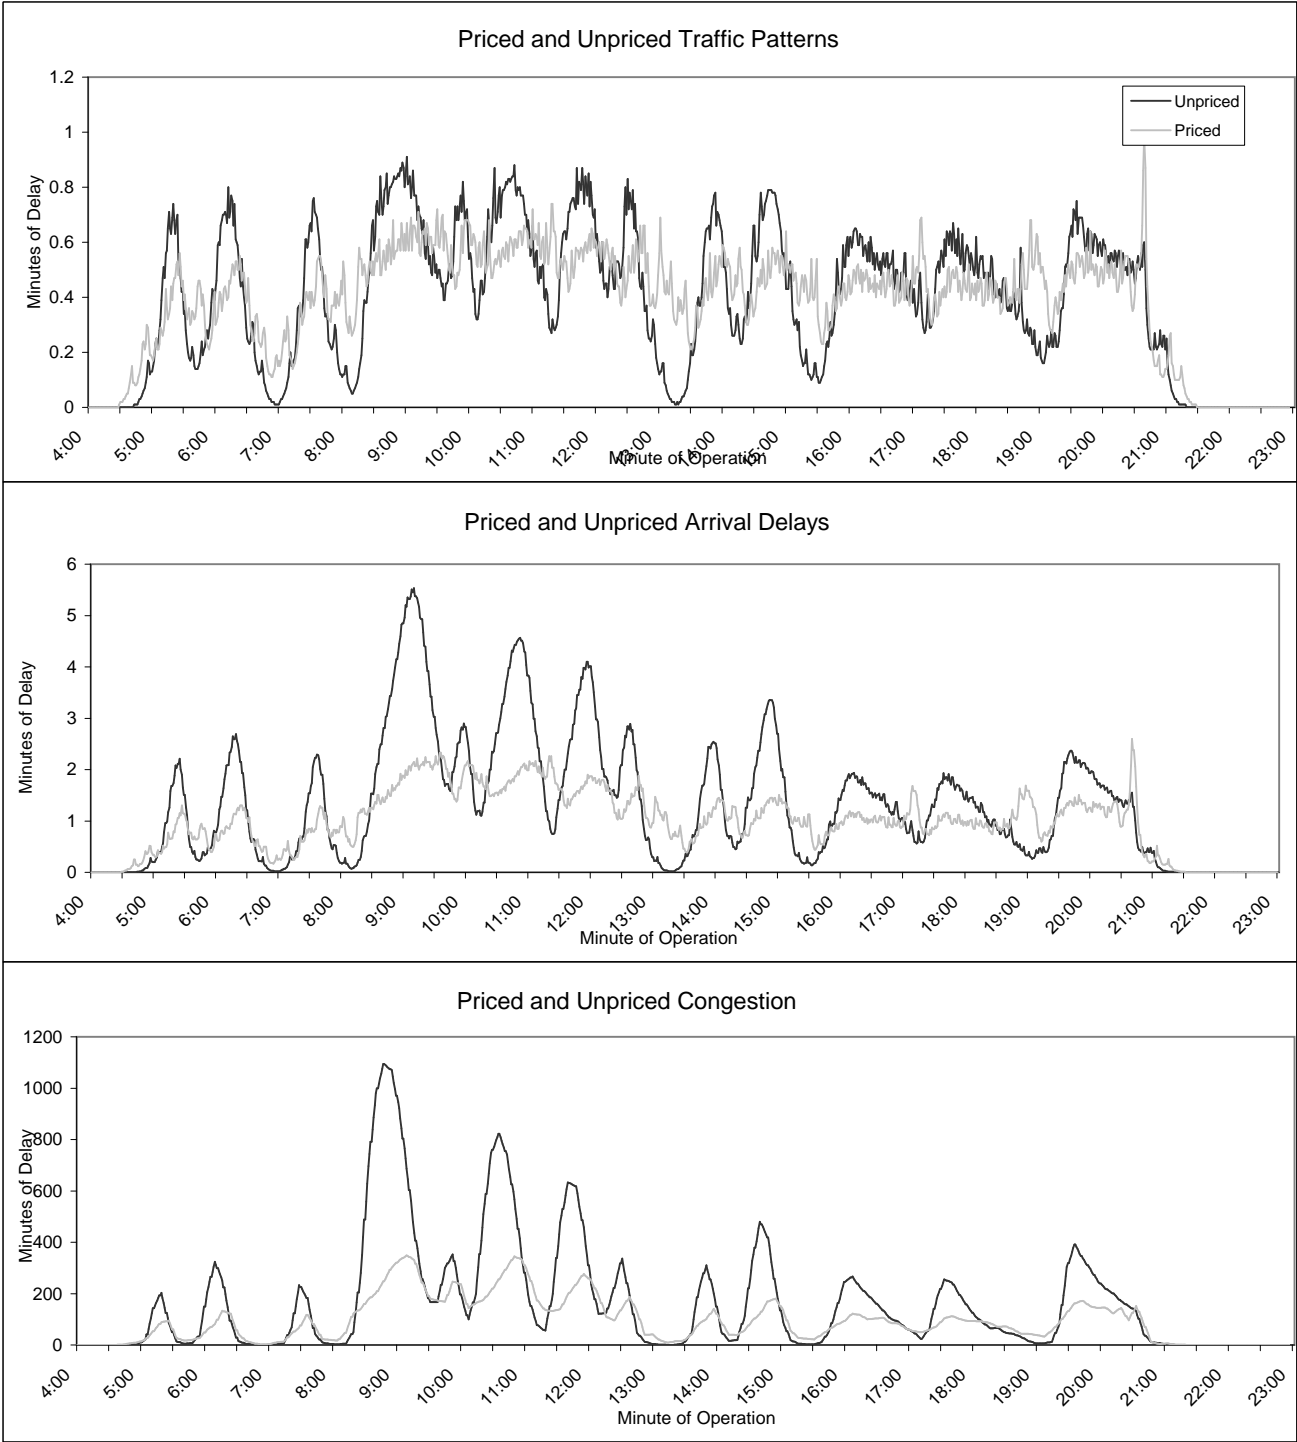 Priced and Unpriced Traffic Patterns
1.2
1
0.8
0.6
0.4
0.2
0
Minutes of Delay
Unpriced
Priced
4:00 5:00 6:00 7:00 8:00 9:00 10:00 11:00 12:00 13:00 14:00 15:00 16:00 17:00 18:00 19:00 20:00 21:00 22:00 23:00
Minute of Operation
Priced and Unpriced Arrival Delays
6
5
4
3
2
1
0
Minutes of Delay
4:00 5:00 6:00 7:00 8:00 9:00 10:00 11:00 12:00 13:00 14:00 15:00 16:00 17:00 18:00 19:00 20:00 21:00 22:00 23:00
Minute of Operation
Priced and Unpriced Congestion
1200
1000
800
600
400
200
0
Minutes of Delay
4:00 5:00 6:00 7:00 8:00 9:00 10:00 11:00 12:00 13:00 14:00 15:00 16:00 17:00 18:00 19:00 20:00 21:00 22:00 23:00
Minute of Operation